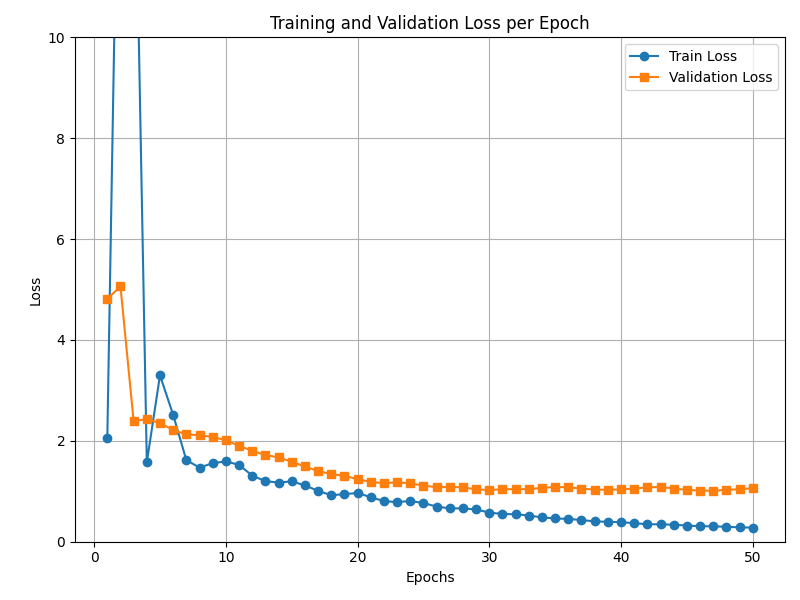 Training and Validation Loss per Epoch
Train Loss
Validation Loss
Loss
10
8
6
4
2
0
0 10 20 30 40 50
Epochs